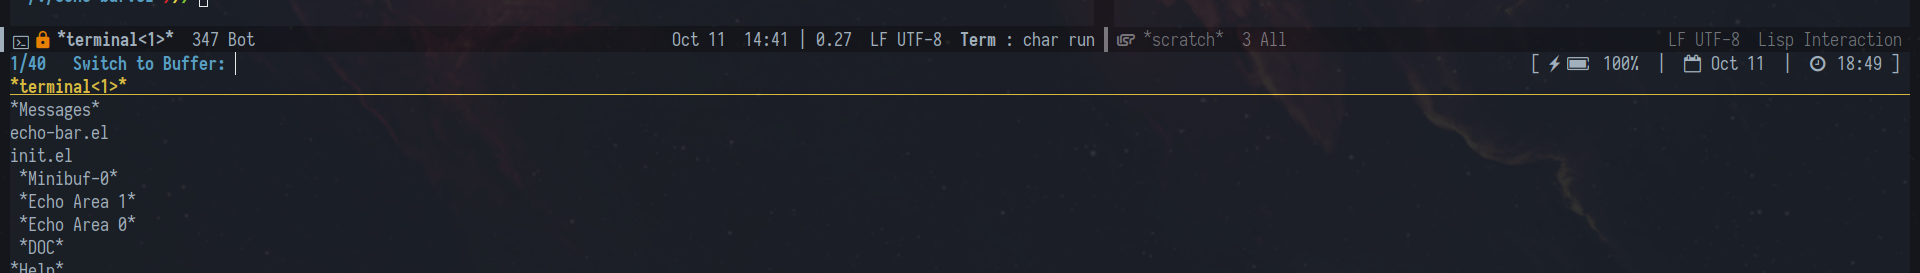 *terminal<1>*  347 Bot  Oct 11  14:41 | 0.27  LF UTF-8  Term : char run  *scratch*  3 All  LF UTF-8  Lisp Interaction
1/40  Switch to Buffer:  [ 100% | Oct 11 | 18:49 ]
*terminal<1>*
*Messages*
echo-bar.el
init.el
*Minibuf-0*
*Echo Area 1*
*Echo Area 0*
*DOC*
*Help*